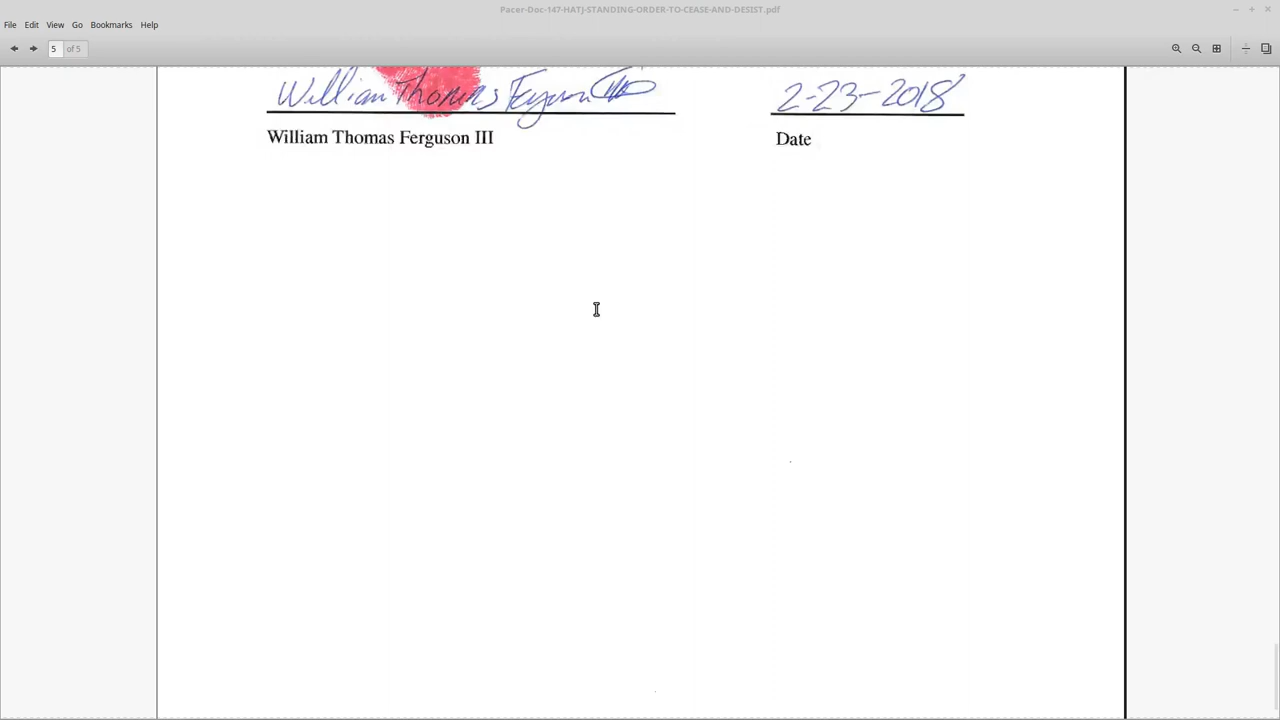 Pacer-Doc-147-HATJ-STANDING-ORDER-TO-CEASE-AND-DESIST.pdf
File Edit View Go Bookmarks Help
5 of 5
William Thomas Ferguson III 2-23-2018
William Thomas Ferguson III Date